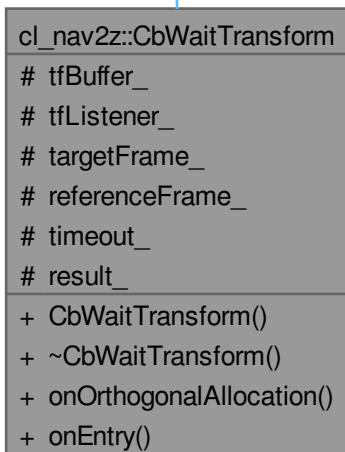 cl_nav2z::CbWaitTransform
# tfBuffer_
# tfListener_
# targetFrame_
# referenceFrame_
# timeout_
# result_
+ CbWaitTransform()
+ ~CbWaitTransform()
+ onOrthogonalAllocation()
+ onEntry()